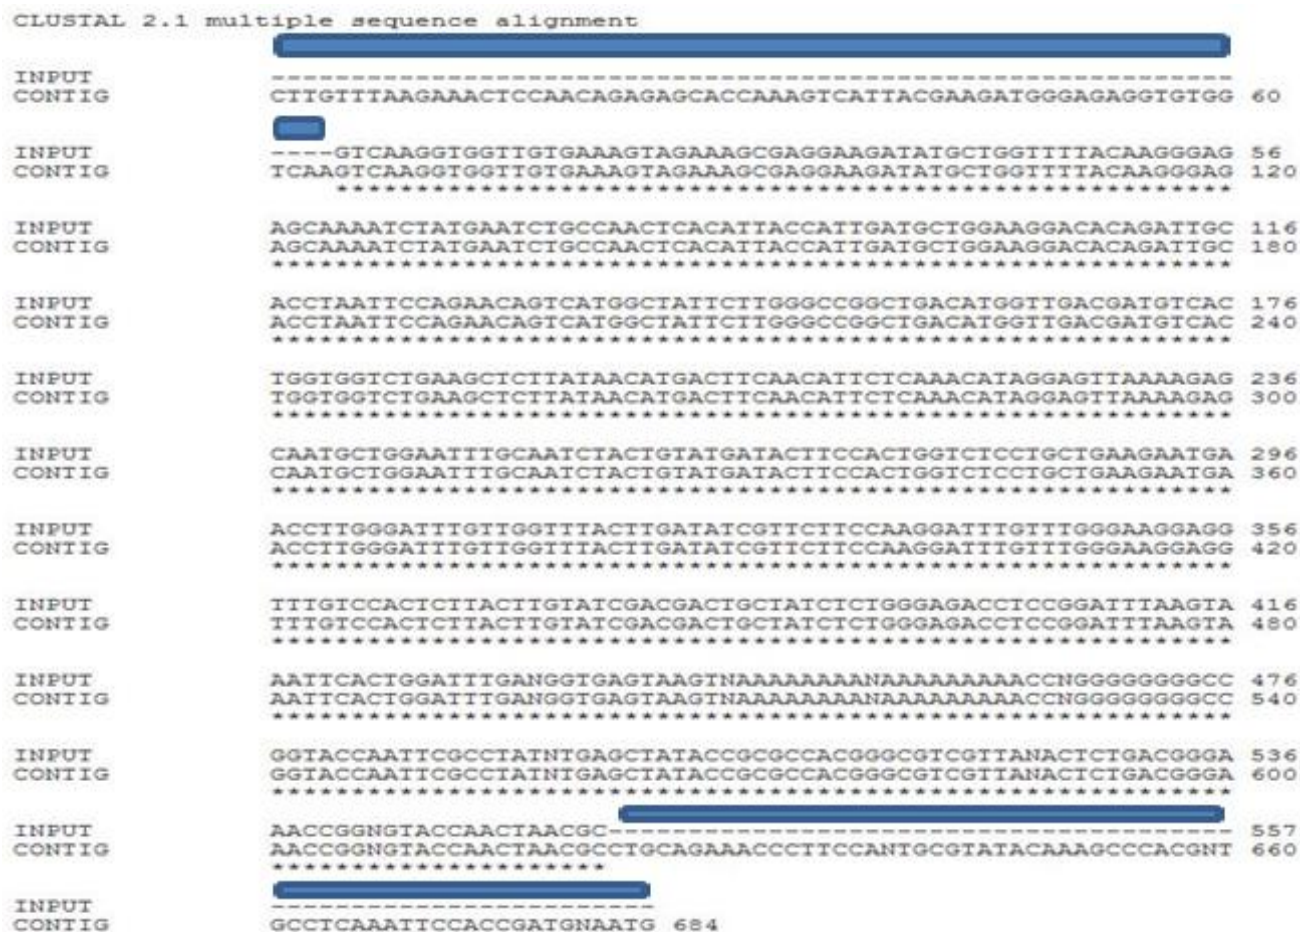 CLUSTAL 2.1 multiple sequence alignment
INPUT ------------------------------------------------------------
CONTIG CTTGTTTAAGAAACTCCAACAGAGAGCACCAAAGTCATTACGAAGATGGGAGAGGTGTGG 60
INPUT ----GTCAAGGTGGTTGTGAAAGTAGAAAGCGAGGAAGATATGCTGGTTTTACAAGGGAG 56
CONTIG TCAAGTCAAGGTGGTTGTGAAAGTAGAAAGCGAGGAAGATATGCTGGTTTTACAAGGGAG 120
********************************************************
INPUT AGCAAAATCTATGAATCTGCCAACTCACATTACCATTGATGCTGGAAGGACACAGATTGC 116
CONTIG AGCAAAATCTATGAATCTGCCAACTCACATTACCATTGATGCTGGAAGGACACAGATTGC 180
************************************************************
INPUT ACCTAATTCCAGAACAGTCATGGCTATTCTTGGGCCGGCTGACATGGTTGACGATGTCAC 176
CONTIG ACCTAATTCCAGAACAGTCATGGCTATTCTTGGGCCGGCTGACATGGTTGACGATGTCAC 240
************************************************************
INPUT TGGTGGTCTGAAGCTCTTATAACATGACTTCAACATTCTCAAACATAGGAGTTAAAAGAG 236
CONTIG TGGTGGTCTGAAGCTCTTATAACATGACTTCAACATTCTCAAACATAGGAGTTAAAAGAG 300
************************************************************
INPUT CAATGCTGGAATTTGCAATCTACTGTATGATACTTCCACTGGTCTCCTGCTGAAGAATGA 296
CONTIG CAATGCTGGAATTTGCAATCTACTGTATGATACTTCCACTGGTCTCCTGCTGAAGAATGA 360
************************************************************
INPUT ACCTTGGGATTTGTTGGTTTACTTGATATCGTTCTTCCAAGGATTTGTTTGGGAAGGAGG 356
CONTIG ACCTTGGGATTTGTTGGTTTACTTGATATCGTTCTTCCAAGGATTTGTTTGGGAAGGAGG 420
************************************************************
INPUT TTTGTCCACTCTTACTTGTATCGACGACTGCTATCTCTGGGAGACCTCCGGATTTAAGTA 416
CONTIG TTTGTCCACTCTTACTTGTATCGACGACTGCTATCTCTGGGAGACCTCCGGATTTAAGTA 480
************************************************************
INPUT AATTCACTGGATTTGANGGTGAGTAAGTNAAAAAAAANAAAAAAAAACCNGGGGGGGGCC 476
CONTIG AATTCACTGGATTTGANGGTGAGTAAGTNAAAAAAAANAAAAAAAAACCNGGGGGGGGCC 540
************************************************************
INPUT GGTACCAATTCGCCTATNTGAGCTATACCGCGCCACGGGCGTCGTTANACTCTGACGGGA 536
CONTIG GGTACCAATTCGCCTATNTGAGCTATACCGCGCCACGGGCGTCGTTANACTCTGACGGGA 600
************************************************************
INPUT AACCGGNGTACCAACTAACGC--------------------------------------- 557
CONTIG AACCGGNGTACCAACTAACGCCTGCAGAAACCCTTCCANTGCGTATACAAAGCCCACGNT 660
*********************
INPUT ------------------------
CONTIG GCCTCAAATTCCACCGATGNAATG 684